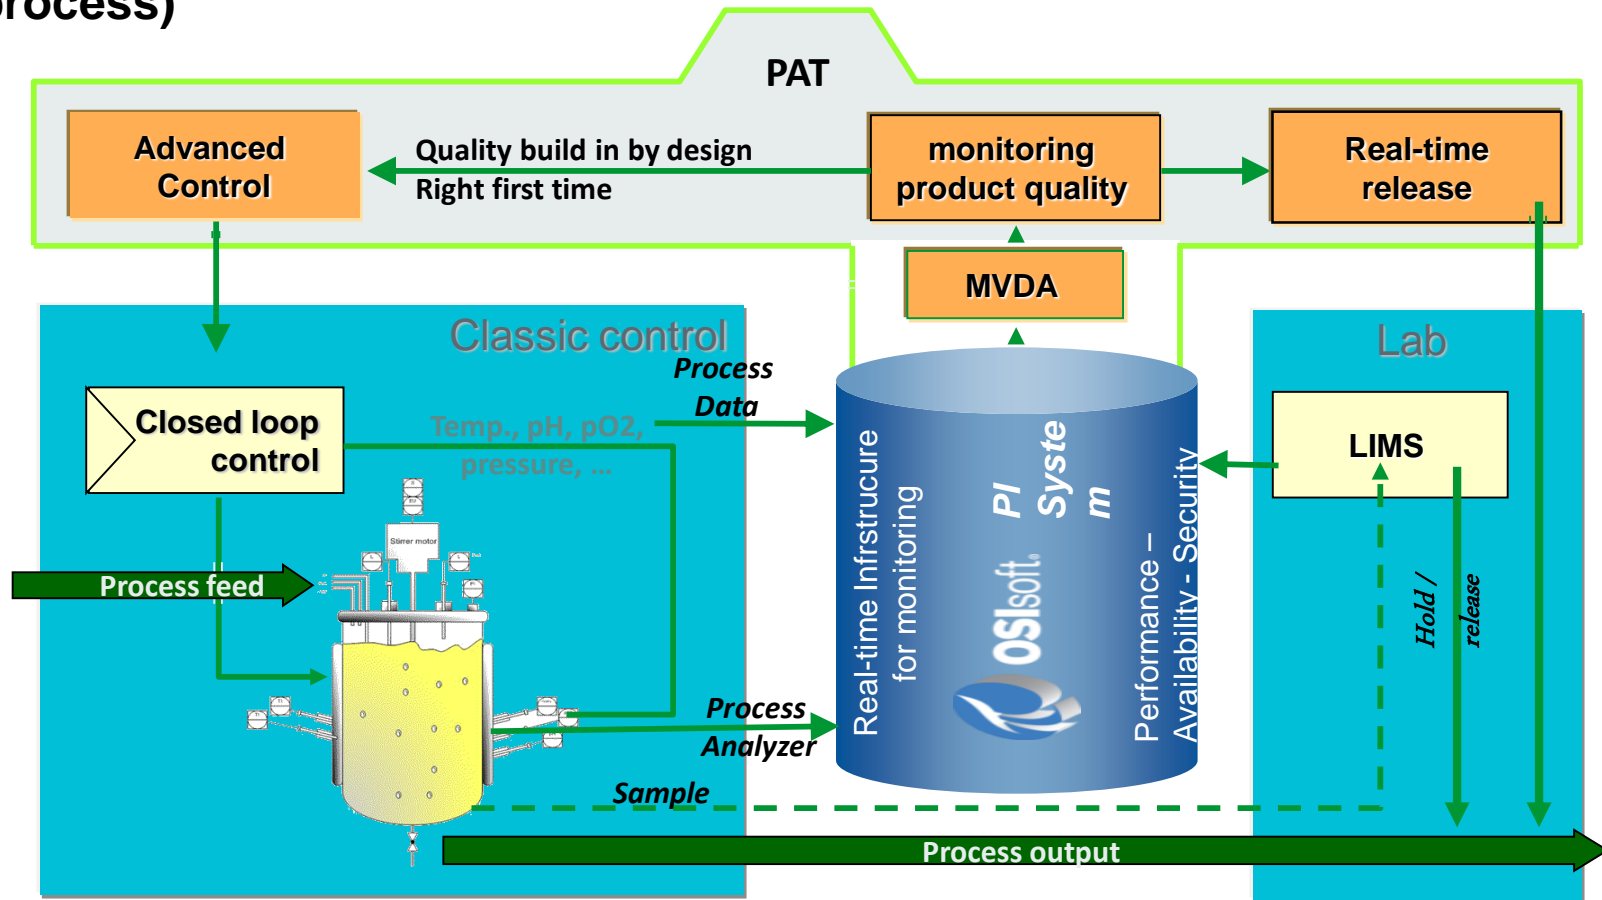 process)
PAT
Advanced
Control
Quality build in by design
Right first time
monitoring
product quality
Real-time
release
MVDA
Classic control
Process
Data
Lab
Closed loop
control
Temp., pH, pO2,
pressure, ...
LIMS
Stirrer motor
Process feed
Real-time Infrstrucure
for monitoring
PI
Syste
m
OSIsoft.
Performance –
Availability - Security
Hold /
release
Process
Analyzer
Sample
Process output